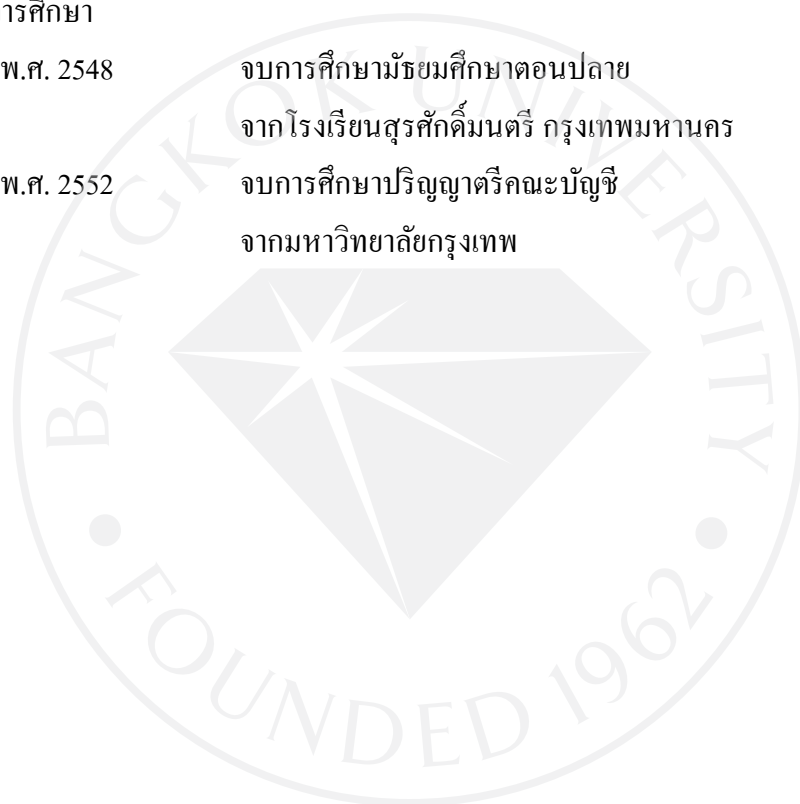 ารศึกษา
พ.ศ. 2548 จบการศึกษามัธยมศึกษาตอนปลาย
จากโรงเรียนสุรศักดิ์มนตรี กรุงเทพมหานคร
พ.ศ. 2552 จบการศึกษาปริญญาตรีคณะบัญชี
จากมหาวิทยาลัยกรุงเทพ
BANGKOK UNIVERSITY
FOUNDED 1962